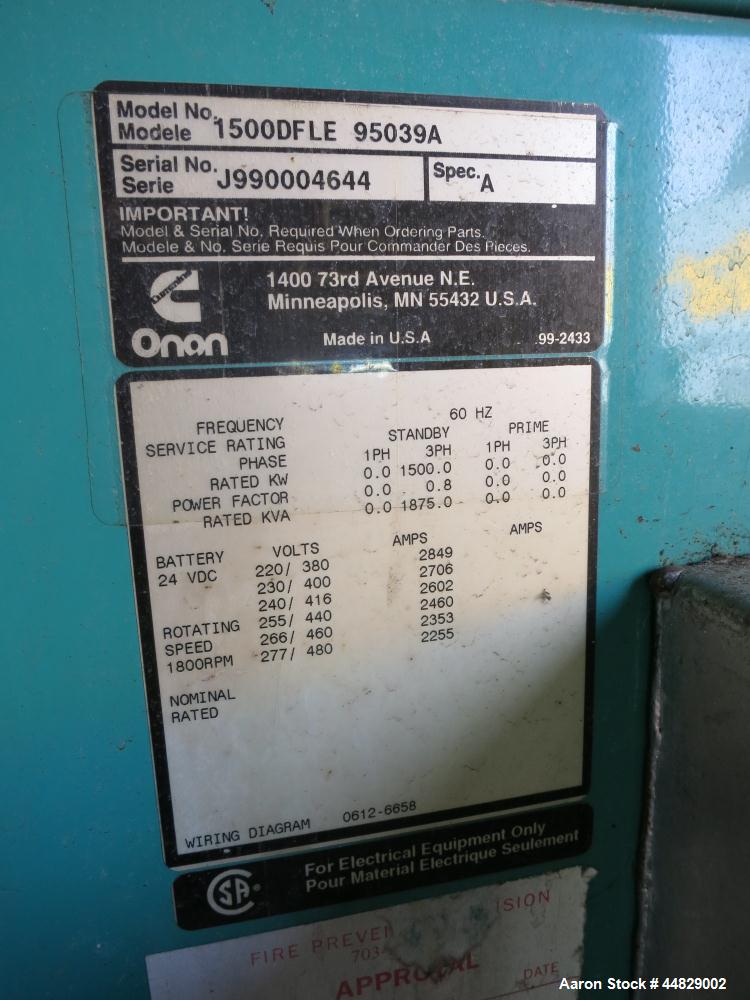 Model No. 1500DFLE 95039A
Modele
Serial No. J990004644 Spec. A
Serie
IMPORTANT!
Model & Serial No. Required When Ordering Parts.
Modele & No. Serie Requis Pour Commander Des Pieces.
Cummins
Onan
1400 73rd Avenue N.E.
Minneapolis, MN 55432 U.S.A.
Made in U.S.A 99-2433
FREQUENCY 60 HZ
SERVICE RATING STANDBY PRIME
PHASE 1PH 3PH 1PH 3PH
RATED KW 0.0 1500.0 0.0 0.0
POWER FACTOR 0.0 0.8 0.0 0.0
RATED KVA 0.0 1875.0 0.0 0.0
BATTERY VOLTS AMPS AMPS
24 VDC 220/ 380 2849
230/ 400 2706
240/ 416 2602
ROTATING 255/ 440 2460
SPEED 266/ 460 2353
1800RPM 277/ 480 2255
NOMINAL
RATED
WIRING DIAGRAM 0612-6658
SA
For Electrical Equipment Only
Pour Material Electrique Seulement
FIRE ISION
703-
DATE
Aaron Stock # 44829002